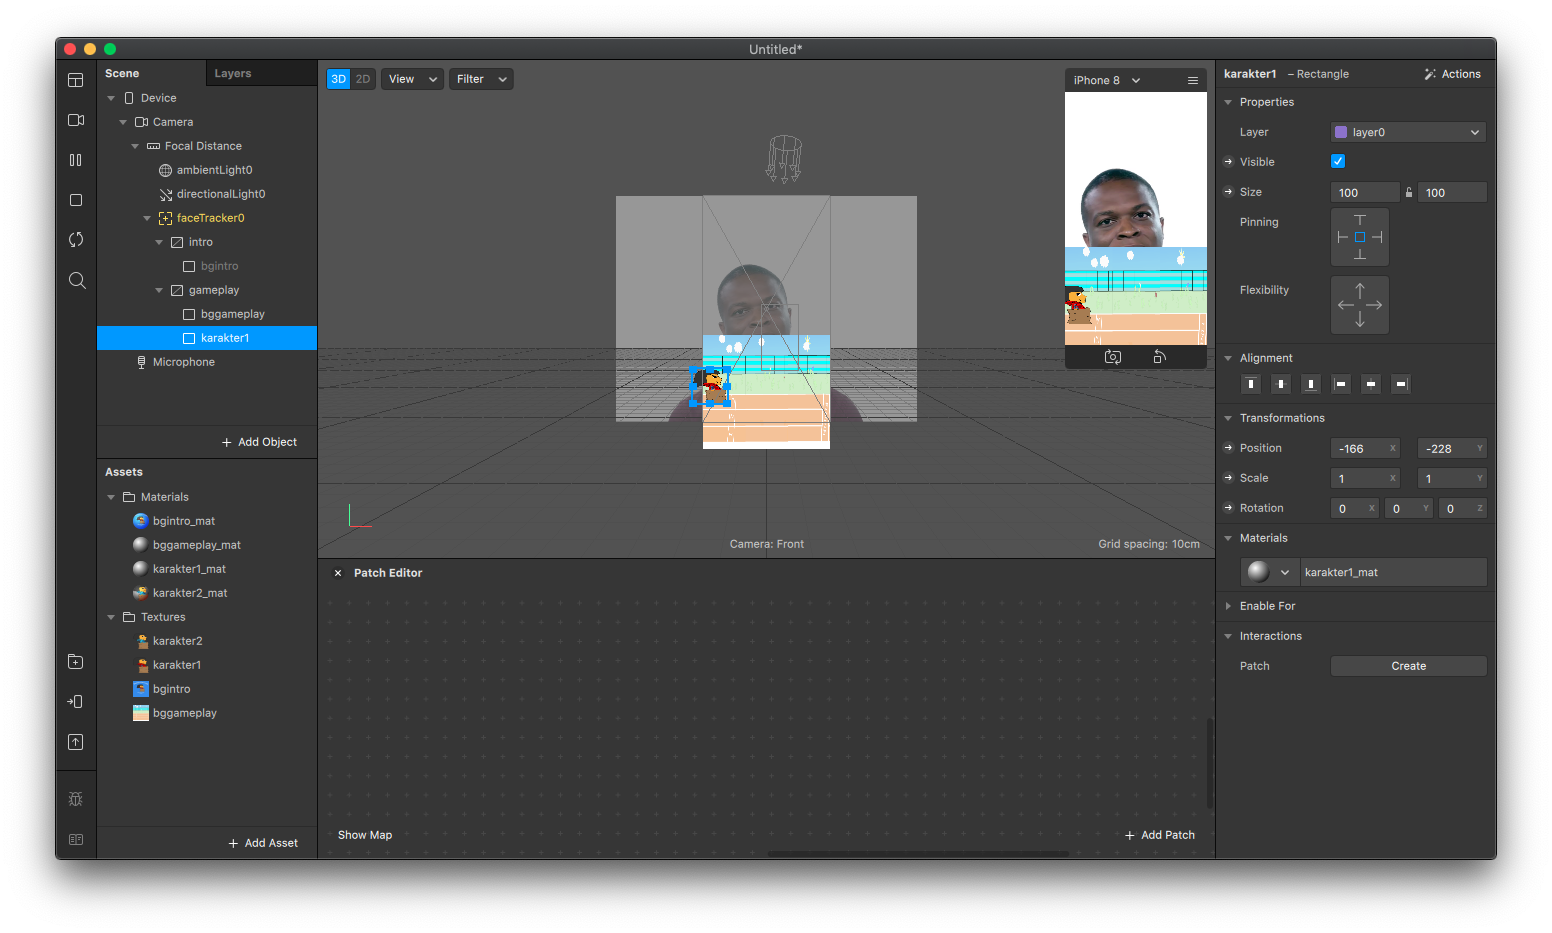 Untitled*
Scene
Layers
Device
Camera
Focal Distance
ambientLight0
directionalLight0
faceTracker0
intro
bgintro
gameplay
bggameplay
karakter1
Microphone
+ Add Object
Assets
Materials
bgintro_mat
bggameplay_mat
karakter1_mat
karakter2_mat
Textures
karakter2
karakter1
bgintro
bggameplay
+ Add Asset
3D 2D View Filter
iPhone 8
Camera: Front
Grid spacing: 10cm
Patch Editor
Show Map
+ Add Patch
karakter1 – Rectangle Actions
Properties
Layer layer0
Visible
Size 100 100
Pinning
Flexibility
Alignment
Transformations
Position -166 X -228 Y
Scale 1 X 1 Y
Rotation 0 X 0 Y 0 Z
Materials
karakter1_mat
Enable For
Interactions
Patch Create